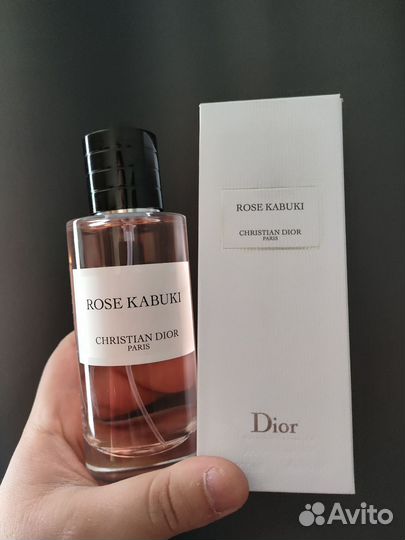 ROSE KABUKI
CHRISTIAN DIOR
PARIS
ROSE KABUKI
CHRISTIAN DIOR
PARIS
Dior
Avito